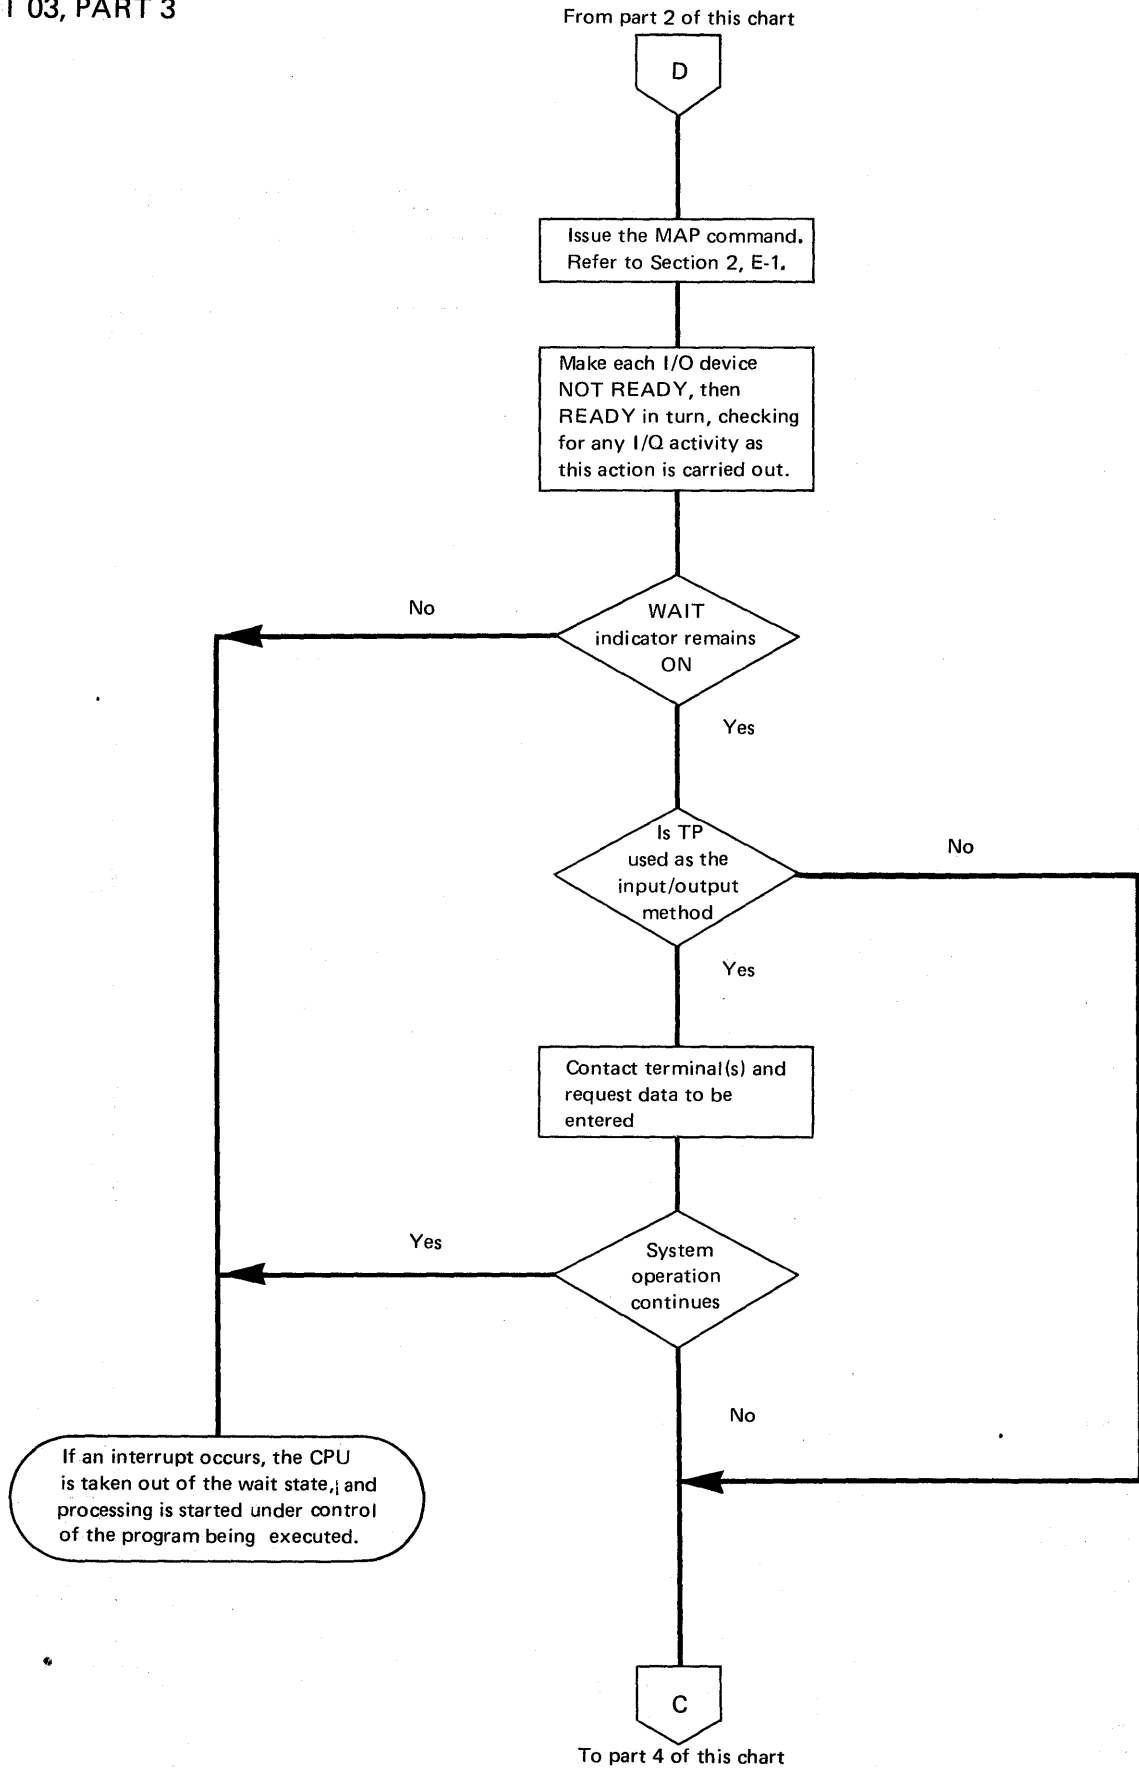 T 03, PART 3
From part 2 of this chart
D
Issue the MAP command.
Refer to Section 2, E-1.
Make each I/O device
NOT READY, then
READY in turn, checking
for any I/O activity as
this action is carried out.
No
WAIT
indicator remains
ON
Yes
Is TP
used as the
input/output
method
No
Yes
Contact terminal(s) and
request data to be
entered
Yes
System
operation
continues
No
If an interrupt occurs, the CPU
is taken out of the wait state, and
processing is started under control
of the program being executed.
C
To part 4 of this chart